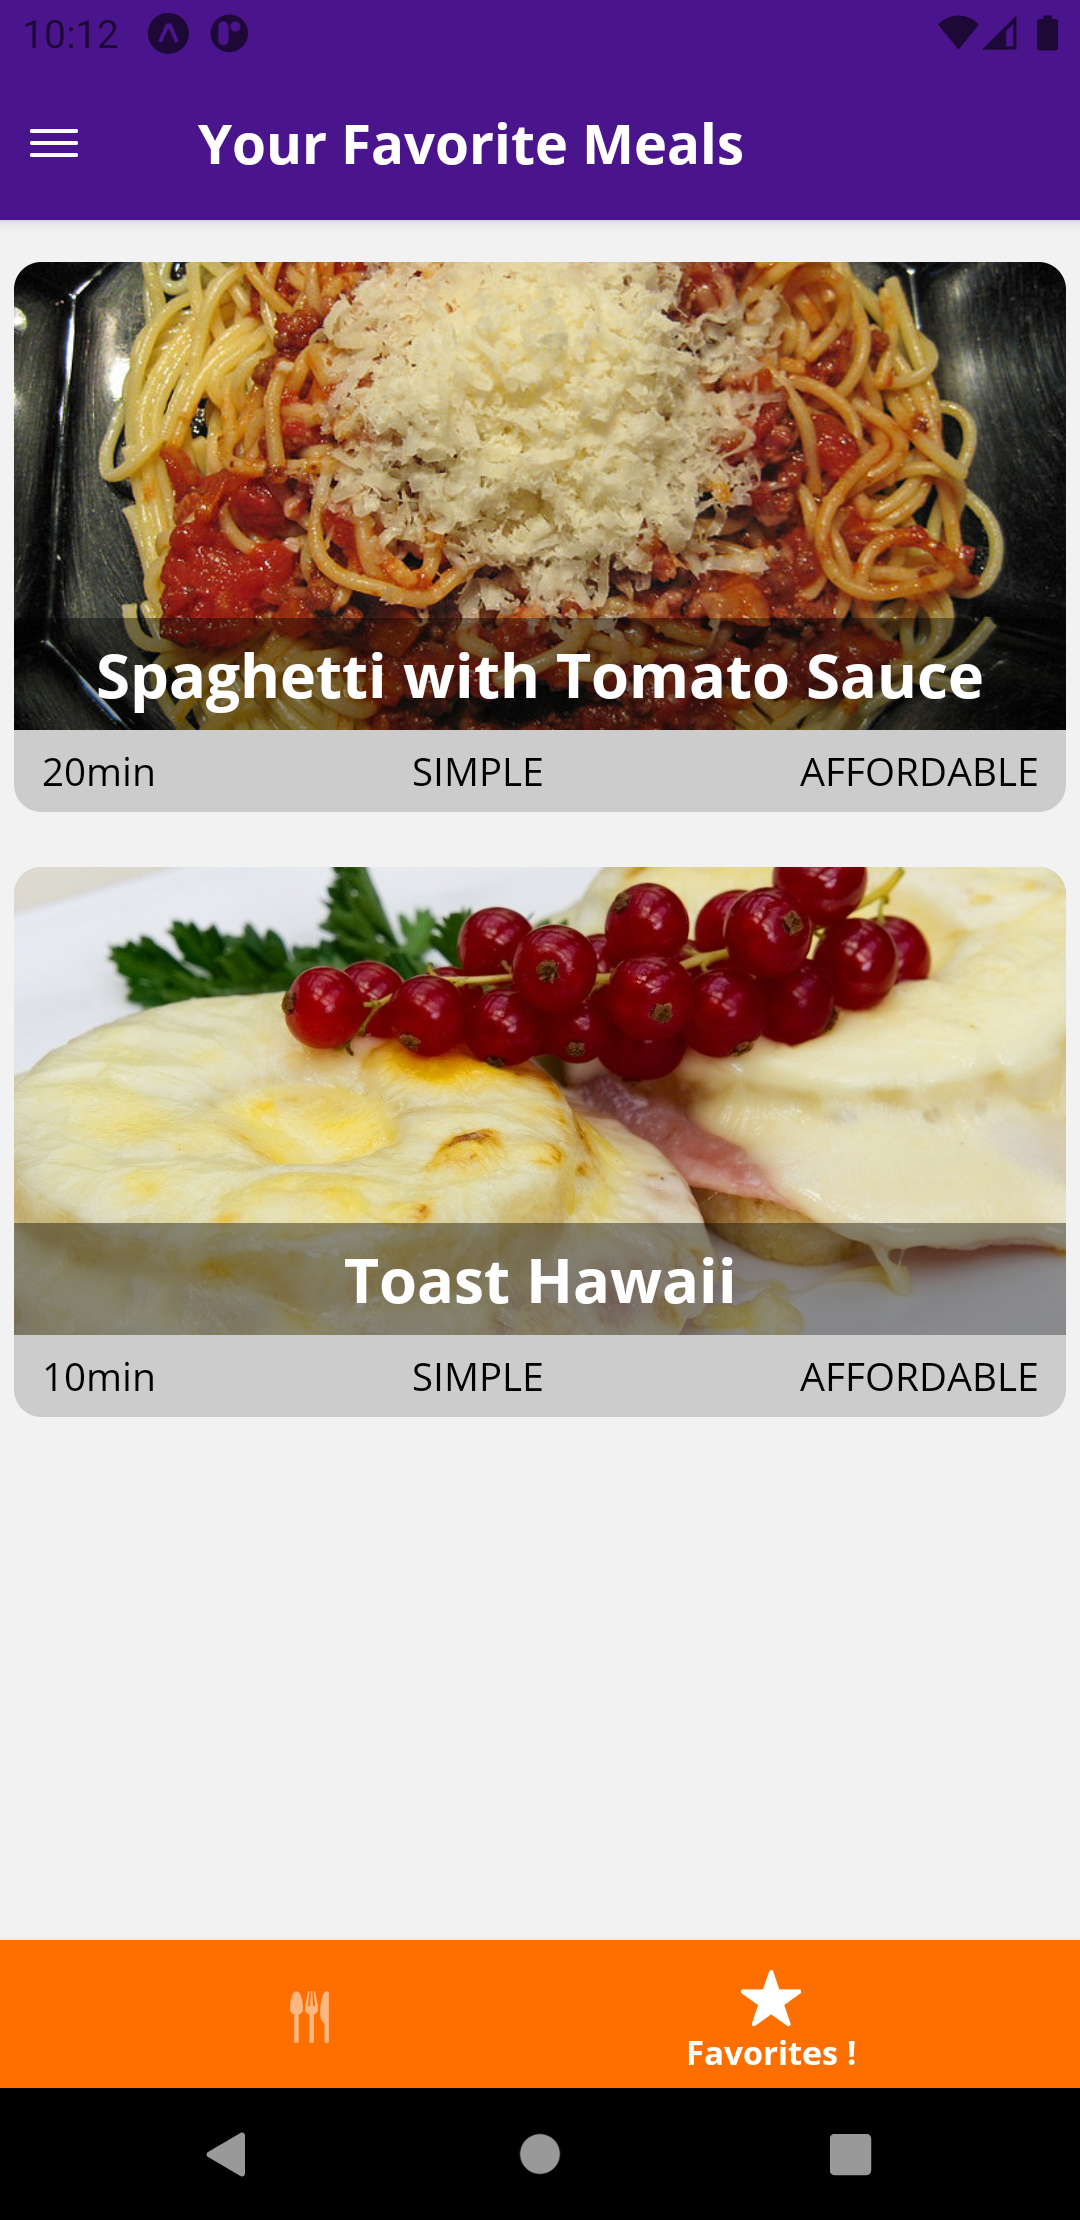 10:12
Your Favorite Meals
Spaghetti with Tomato Sauce
20min SIMPLE AFFORDABLE
Toast Hawaii
10min SIMPLE AFFORDABLE
Favorites !